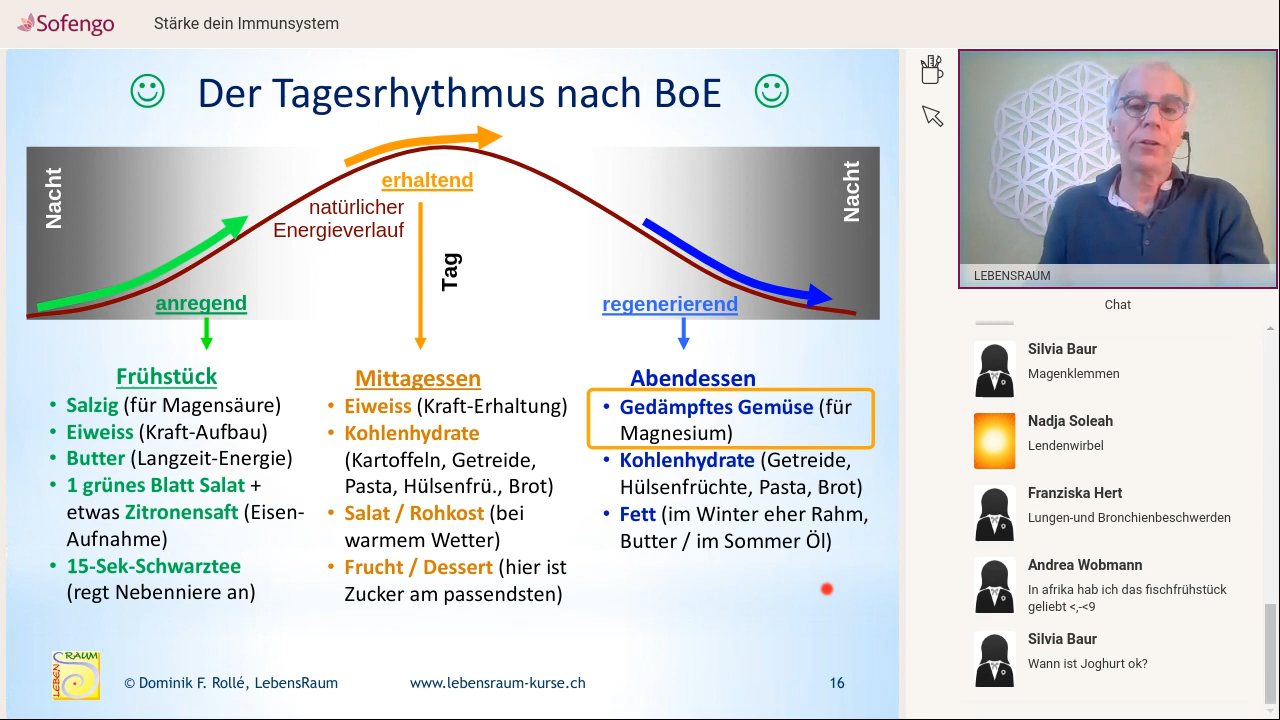 Sofengo
Stärke dein Immunsystem
Der Tagesrhythmus nach BoE
Nacht
erhaltend
natürlicher
Energieverlauf
Tag
Nacht
anregend
regenerierend
Frühstück
• Salzig (für Magensäure)
• Eiweiss (Kraft-Aufbau)
• Butter (Langzeit-Energie)
• 1 grünes Blatt Salat +
etwas Zitronensaft (Eisen-
Aufnahme)
• 15-Sek-Schwarztee
(regt Nebenniere an)
Mittagessen
• Eiweiss (Kraft-Erhaltung)
• Kohlenhydrate
(Kartoffeln, Getreide,
Pasta, Hülsenfrü., Brot)
• Salat / Rohkost (bei
warmem Wetter)
• Frucht / Dessert (hier ist
Zucker am passendsten)
Abendessen
• Gedämpftes Gemüse (für
Magnesium)
• Kohlenhydrate (Getreide,
Hülsenfrüchte, Pasta, Brot)
• Fett (im Winter eher Rahm,
Butter / im Sommer Öl)
LEBEN
SRAUM
© Dominik F. Rollé, LebensRaum
www.lebensraum-kurse.ch
16
LEBENSRAUM
Chat
Silvia Baur
Magenklemmen
Nadja Soleah
Lendenwirbel
Franziska Hert
Lungen-und Bronchienbeschwerden
Andrea Wobmann
In afrika hab ich das fischfrühstück
geliebt <,-<9
Silvia Baur
Wann ist Joghurt ok?